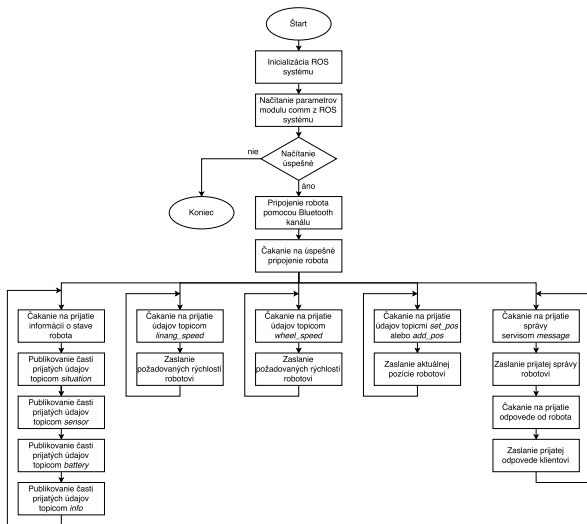 Štart
Inicializácia ROS
systému
Načítanie parametrov
modulu comm z ROS
systému
nie
Načítanie
úspešné
áno
Koniec
Pripojenie robota
pomocou Bluetooth
kanálu
Čakanie na úspešné
pripojenie robota
Čakanie na prijatie
informácií o stave
robota
Publikovanie časti
prijatých údajov
topicom situation
Publikovanie časti
prijatých údajov
topicom sensor
Publikovanie časti
prijatých údajov
topicom battery
Publikovanie časti
prijatých údajov
topicom info
Čakanie na prijatie
údajov topicom
linang_speed
Zaslanie
požadovaných rýchlostí
robotovi
Čakanie na prijatie
údajov topicom
wheel_speed
Zaslanie
požadovaných rýchlostí
robotovi
Čakanie na prijatie
údajov topicmi set_pos
alebo add_pos
Zaslanie aktuálnej
pozície robotovi
Čakanie na prijatie
správy
servisom message
Zaslanie prijatej správy
robotovi
Čakanie na prijatie
odpovede od robota
Zaslanie prijatej
odpovede klientovi